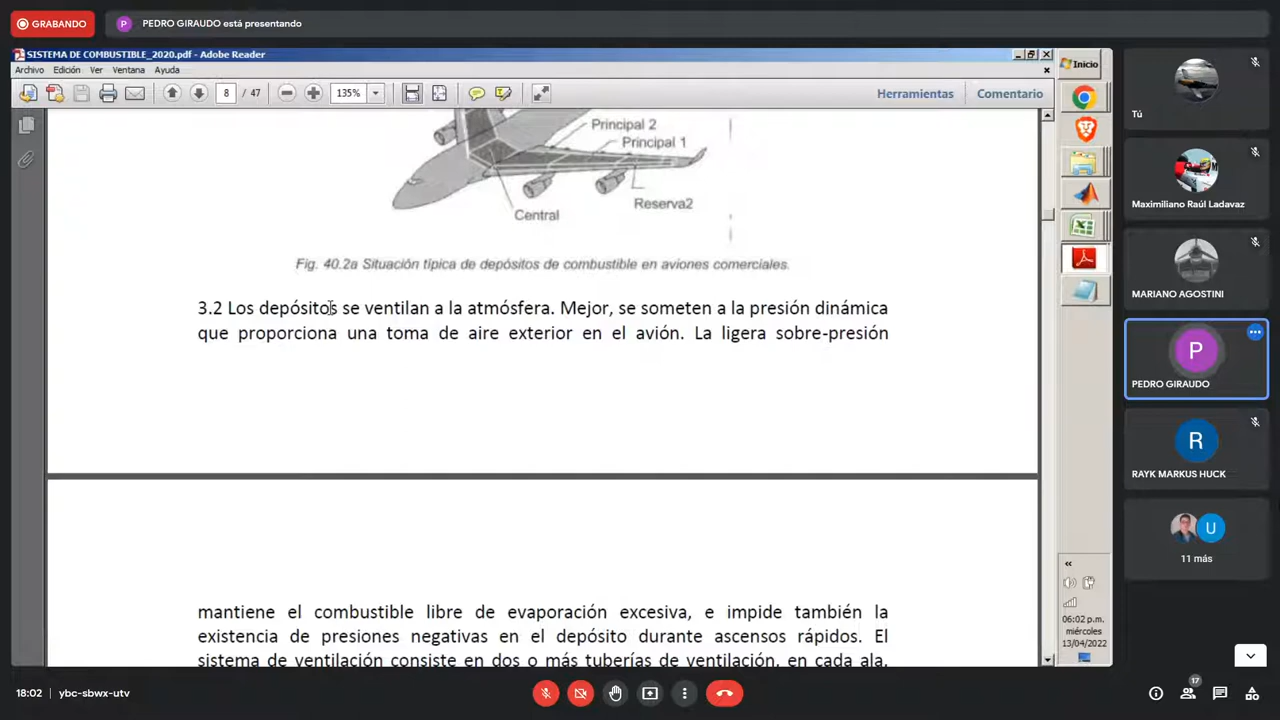 GRABANDO
P PEDRO GIRAUDO está presentando
SISTEMA DE COMBUSTIBLE_2020.pdf - Adobe Reader
Archivo Edición Ver Ventana Ayuda
8 / 47 135% Herramientas Comentario
Principal 2
Principal 1
Reserva2
Central
Fig. 40.2a Situación típica de depósitos de combustible en aviones comerciales.
3.2 Los depósitos se ventilan a la atmósfera. Mejor, se someten a la presión dinámica
que proporciona una toma de aire exterior en el avión. La ligera sobre-presión
mantiene el combustible libre de evaporación excesiva, e impide también la
existencia de presiones negativas en el depósito durante ascensos rápidos. El
sistema de ventilación consiste en dos o más tuberías de ventilación, en cada ala.
Inicio
«
06:02 p.m.
miércoles
13/04/2022
Tú
Maximiliano Raúl Ladavaz
MARIANO AGOSTINI
P
PEDRO GIRAUDO
R
RAYK MARKUS HUCK
U
11 más
18:02 ybc-sbwx-utv
17